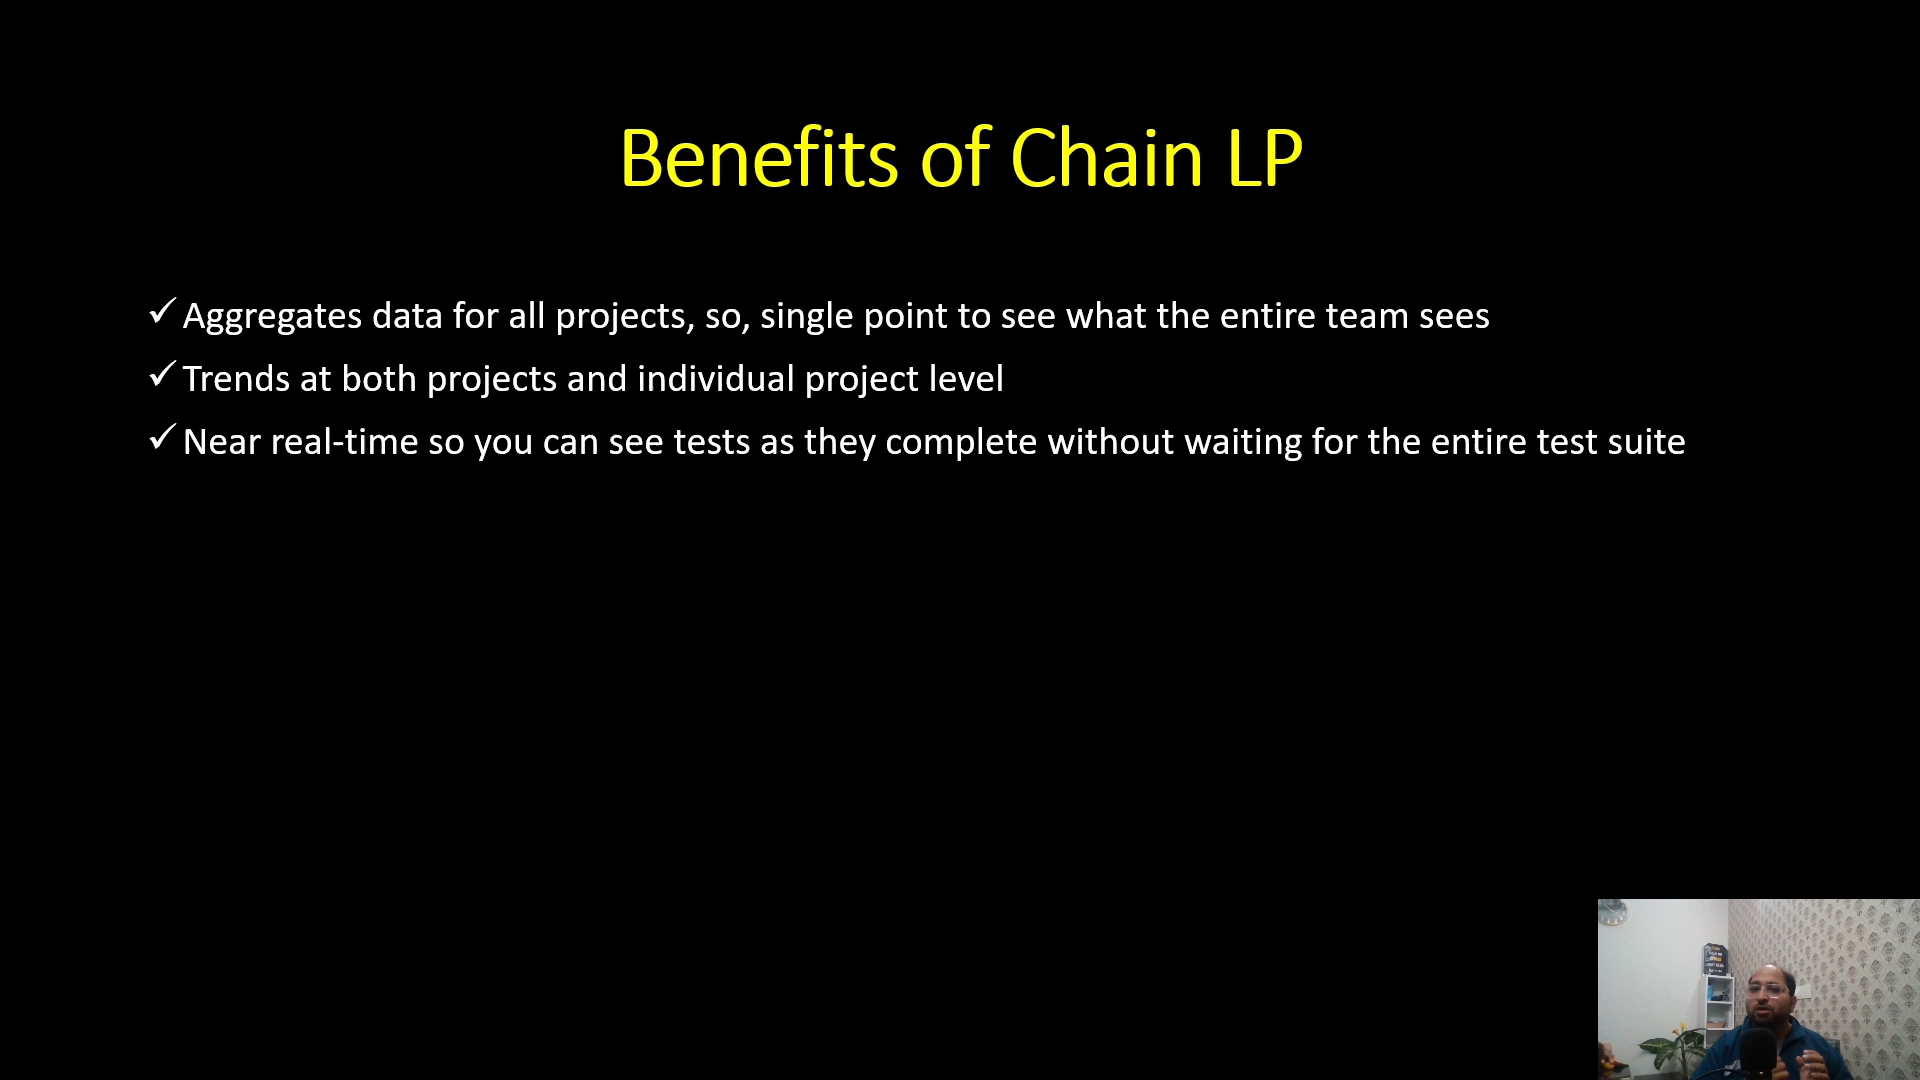 Benefits of Chain LP
✓Aggregates data for all projects, so, single point to see what the entire team sees
✓Trends at both projects and individual project level
✓Near real-time so you can see tests as they complete without waiting for the entire test suite